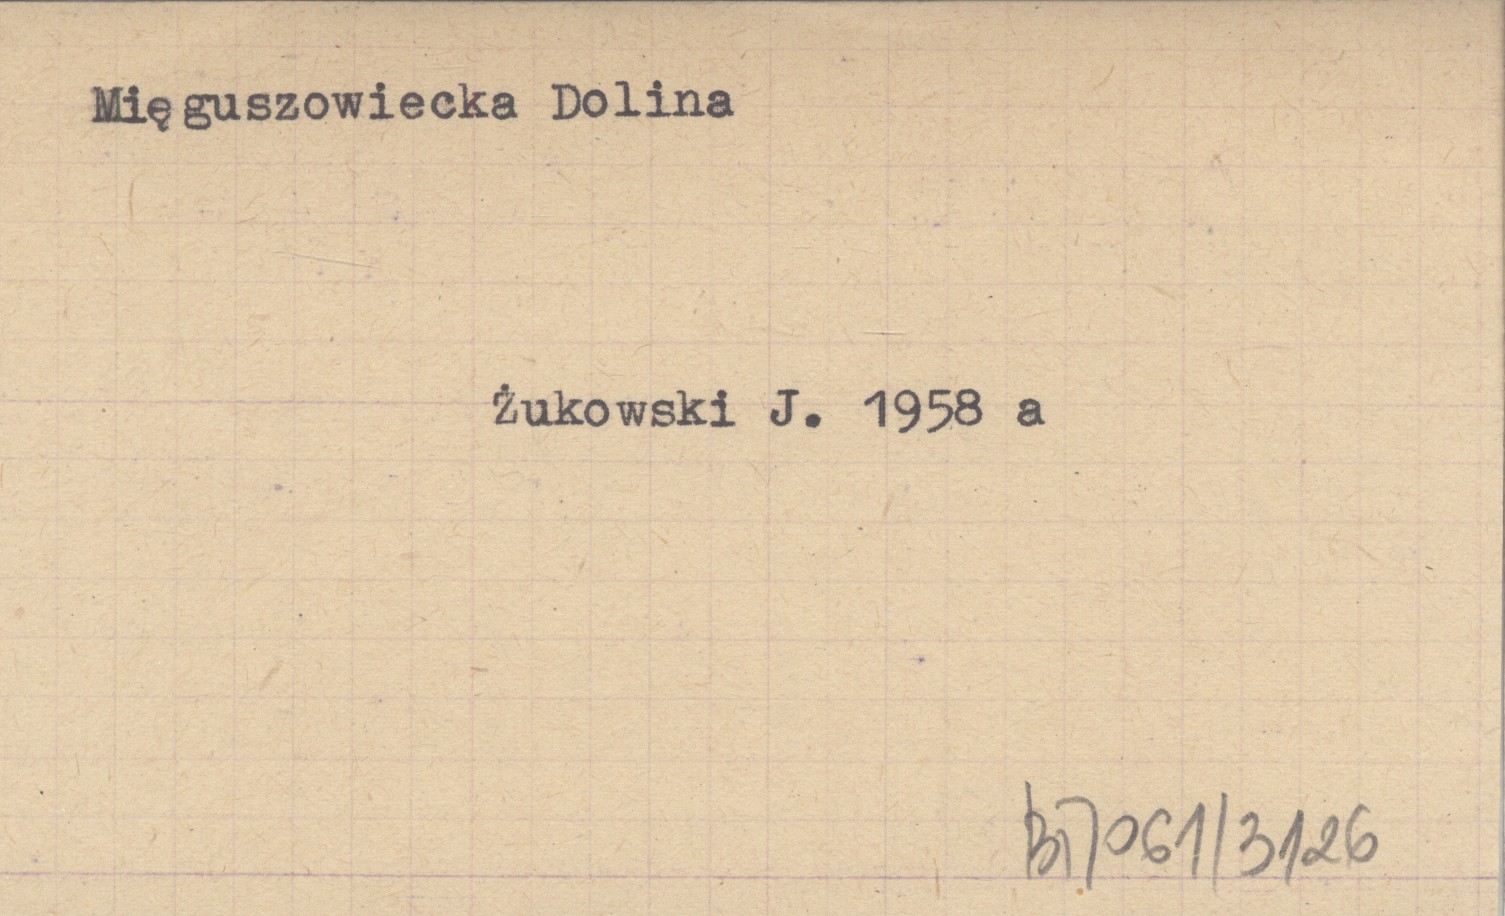 Mięguszowiecka Dolina
Żukowski J. 1958 a
B7061/3126